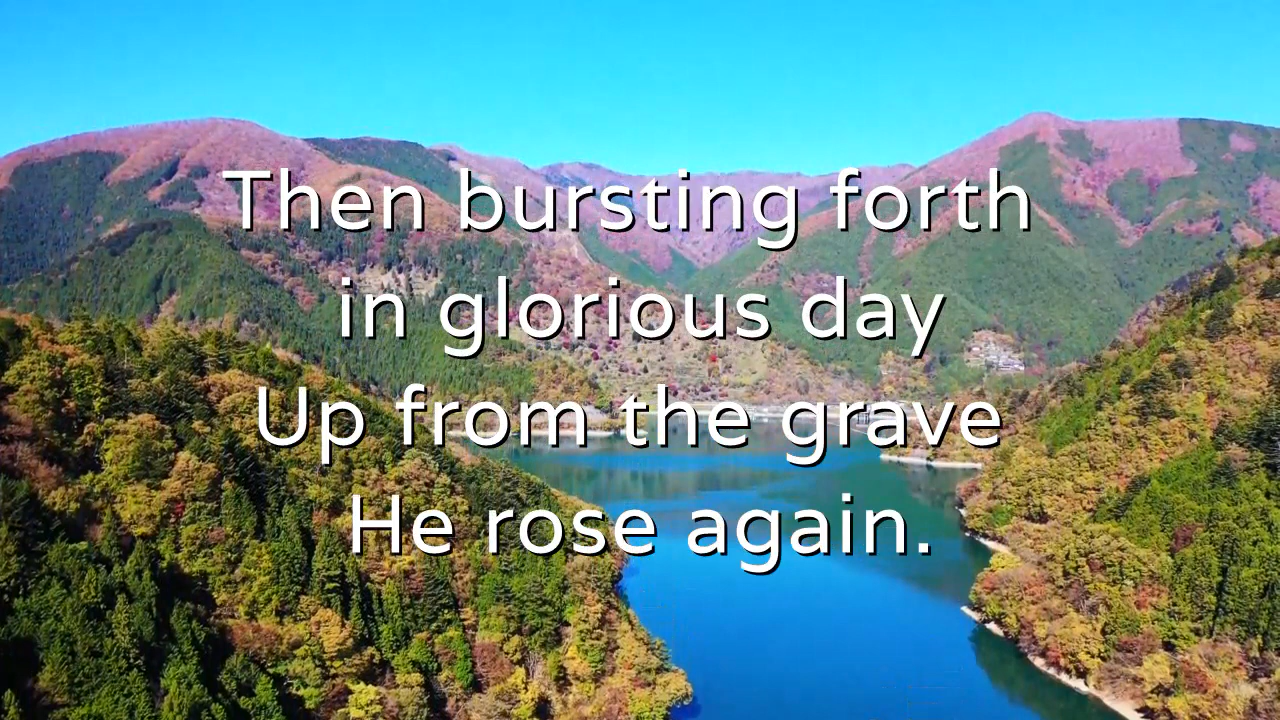 Then bursting forth
in glorious day
Up from the grave
He rose again.